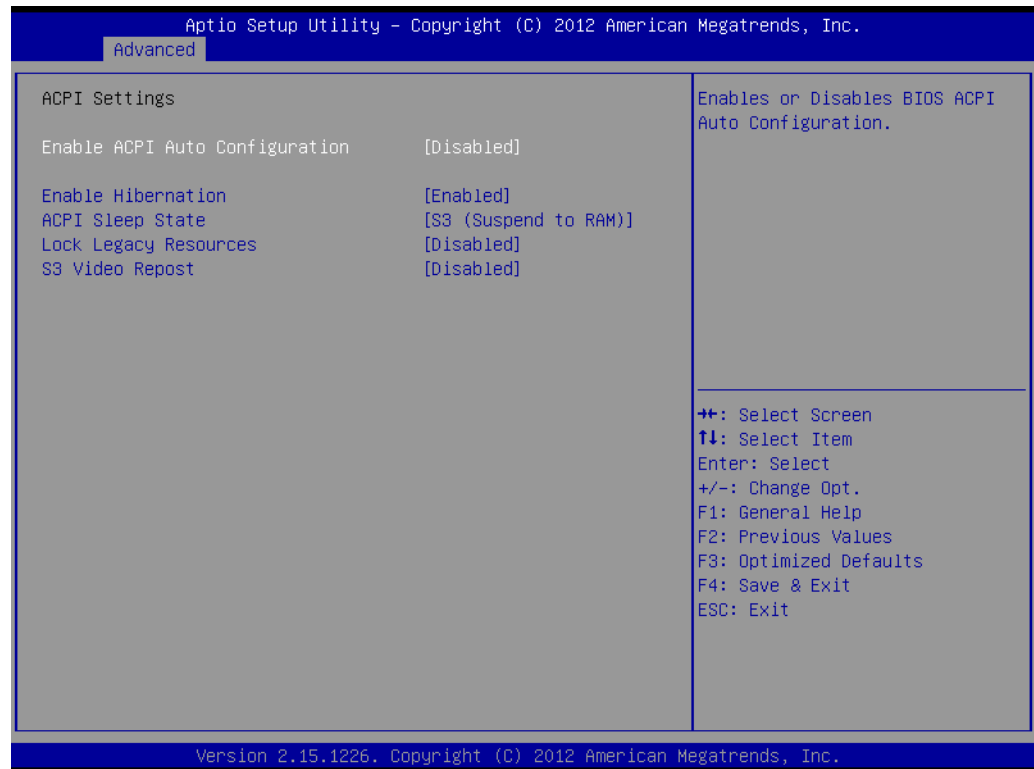 Aptio Setup Utility – Copyright (C) 2012 American Megatrends, Inc.
Advanced
ACPI Settings
Enable ACPI Auto Configuration [Disabled]
Enable Hibernation [Enabled]
ACPI Sleep State [S3 (Suspend to RAM)]
Lock Legacy Resources [Disabled]
S3 Video Repost [Disabled]
Enables or Disables BIOS ACPI
Auto Configuration.
→←: Select Screen
↑↓: Select Item
Enter: Select
+/-: Change Opt.
F1: General Help
F2: Previous Values
F3: Optimized Defaults
F4: Save & Exit
ESC: Exit
Version 2.15.1226. Copyright (C) 2012 American Megatrends, Inc.